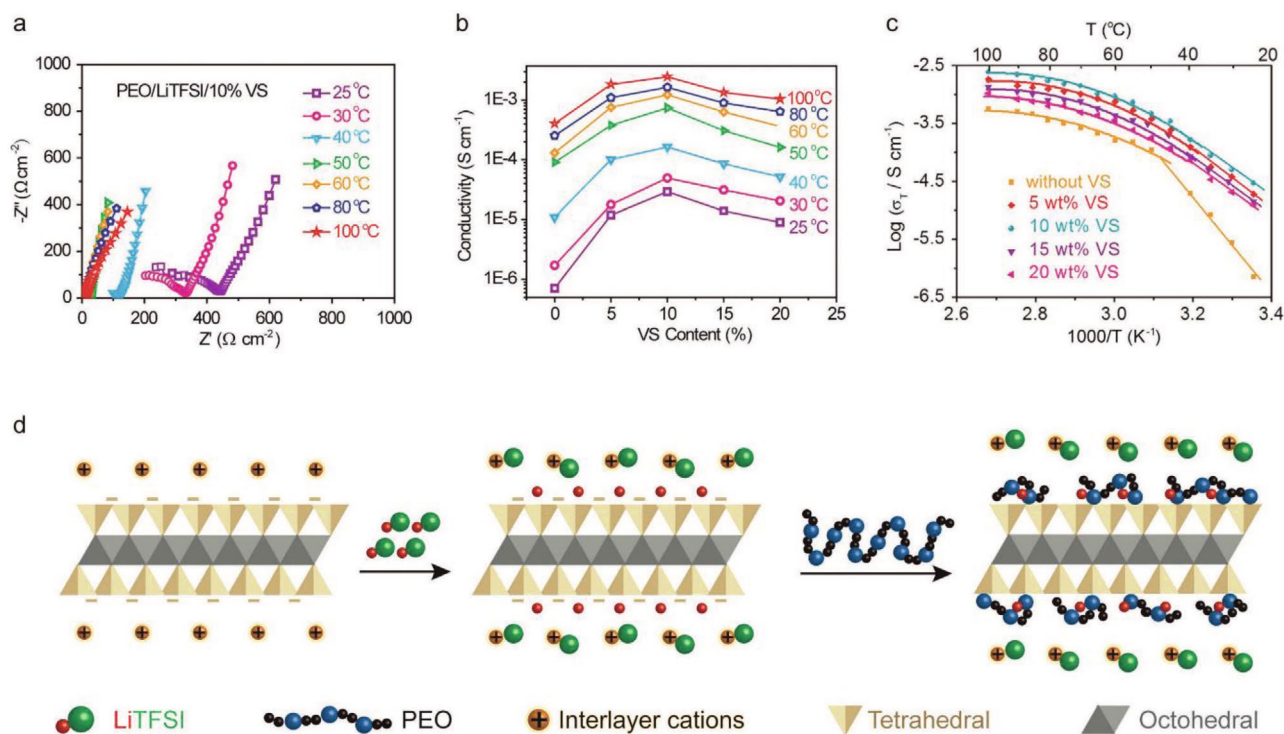 a
1000
800
600
400
200
0
-Z" (Ω cm-2)
PEO/LiTFSI/10% VS
25 °C
30 °C
40 °C
50 °C
60 °C
80 °C
100 °C
0 200 400 600 800 1000
Z' (Ω cm-2)
b
1E-3
1E-4
1E-5
1E-6
Conductivity (S cm-1)
100 °C
80 °C
60 °C
50 °C
40 °C
30 °C
25 °C
0 5 10 15 20 25
VS Content (%)
c
T (°C)
100 80 60 40 20
-2.5
-3.5
-4.5
-5.5
-6.5
Log (σT / S cm-1)
without VS
5 wt% VS
10 wt% VS
15 wt% VS
20 wt% VS
2.6 2.8 3.0 3.2 3.4
1000/T (K-1)
d
LiTFSI PEO Interlayer cations Tetrahedral Octohedral